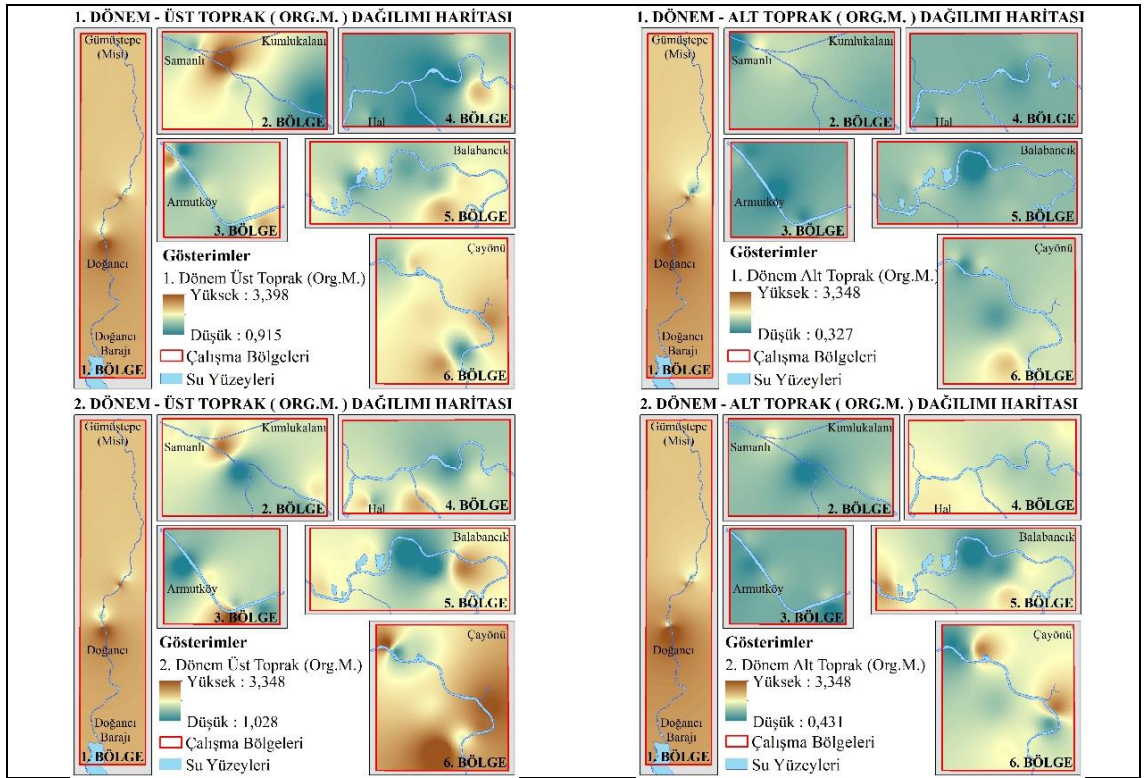 1. DÖNEM - ÜST TOPRAK ( ORG.M. ) DAĞILIMI HARİTASI
Gümüştepe
(Misi)
Doğancı
Doğancı
Barajı
1. BÖLGE
Kumlukalanı
Samanlı
2. BÖLGE
Hal
4. BÖLGE
Armutköy
3. BÖLGE
Balabancık
5. BÖLGE
Çayönü
6. BÖLGE
Gösterimler
1. Dönem Üst Toprak (Org.M.)
Yüksek : 3,398
Düşük : 0,915
Çalışma Bölgeleri
Su Yüzeyleri
1. DÖNEM - ALT TOPRAK ( ORG.M. ) DAĞILIMI HARİTASI
Gümüştepe
(Misi)
Doğancı
Doğancı
Barajı
1. BÖLGE
Kumlukalanı
Samanlı
2. BÖLGE
Hal
4. BÖLGE
Armutköy
3. BÖLGE
Balabancık
5. BÖLGE
Çayönü
6. BÖLGE
Gösterimler
1. Dönem Alt Toprak (Org.M.)
Yüksek : 3,348
Düşük : 0,327
Çalışma Bölgeleri
Su Yüzeyleri
2. DÖNEM - ÜST TOPRAK ( ORG.M. ) DAĞILIMI HARİTASI
Gümüştepe
(Misi)
Doğancı
Doğancı
Barajı
1. BÖLGE
Kumlukalanı
Samanlı
2. BÖLGE
Hal
4. BÖLGE
Armutköy
3. BÖLGE
Balabancık
5. BÖLGE
Çayönü
6. BÖLGE
Gösterimler
2. Dönem Üst Toprak (Org.M.)
Yüksek : 3,348
Düşük : 1,028
Çalışma Bölgeleri
Su Yüzeyleri
2. DÖNEM - ALT TOPRAK ( ORG.M. ) DAĞILIMI HARİTASI
Gümüştepe
(Misi)
Doğancı
Doğancı
Barajı
1. BÖLGE
Kumlukalanı
Samanlı
2. BÖLGE
Hal
4. BÖLGE
Armutköy
3. BÖLGE
Balabancık
5. BÖLGE
Çayönü
6. BÖLGE
Gösterimler
2. Dönem Alt Toprak (Org.M.)
Yüksek : 3,348
Düşük : 0,431
Çalışma Bölgeleri
Su Yüzeyleri